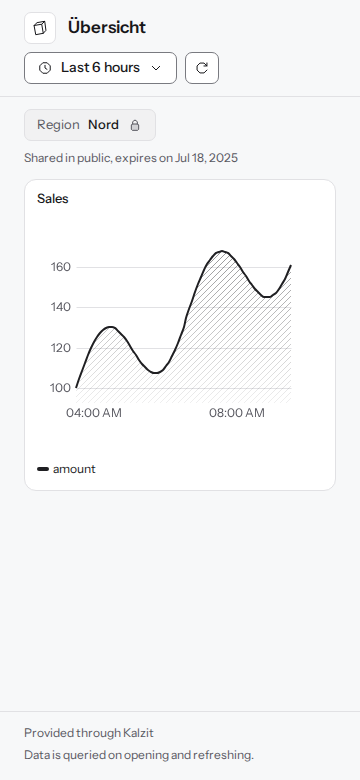 Übersicht
Last 6 hours
Region Nord
Shared in public, expires on Jul 18, 2025
Sales
160
140
120
100
04:00 AM 08:00 AM
amount
Provided through Kalzit
Data is queried on opening and refreshing.